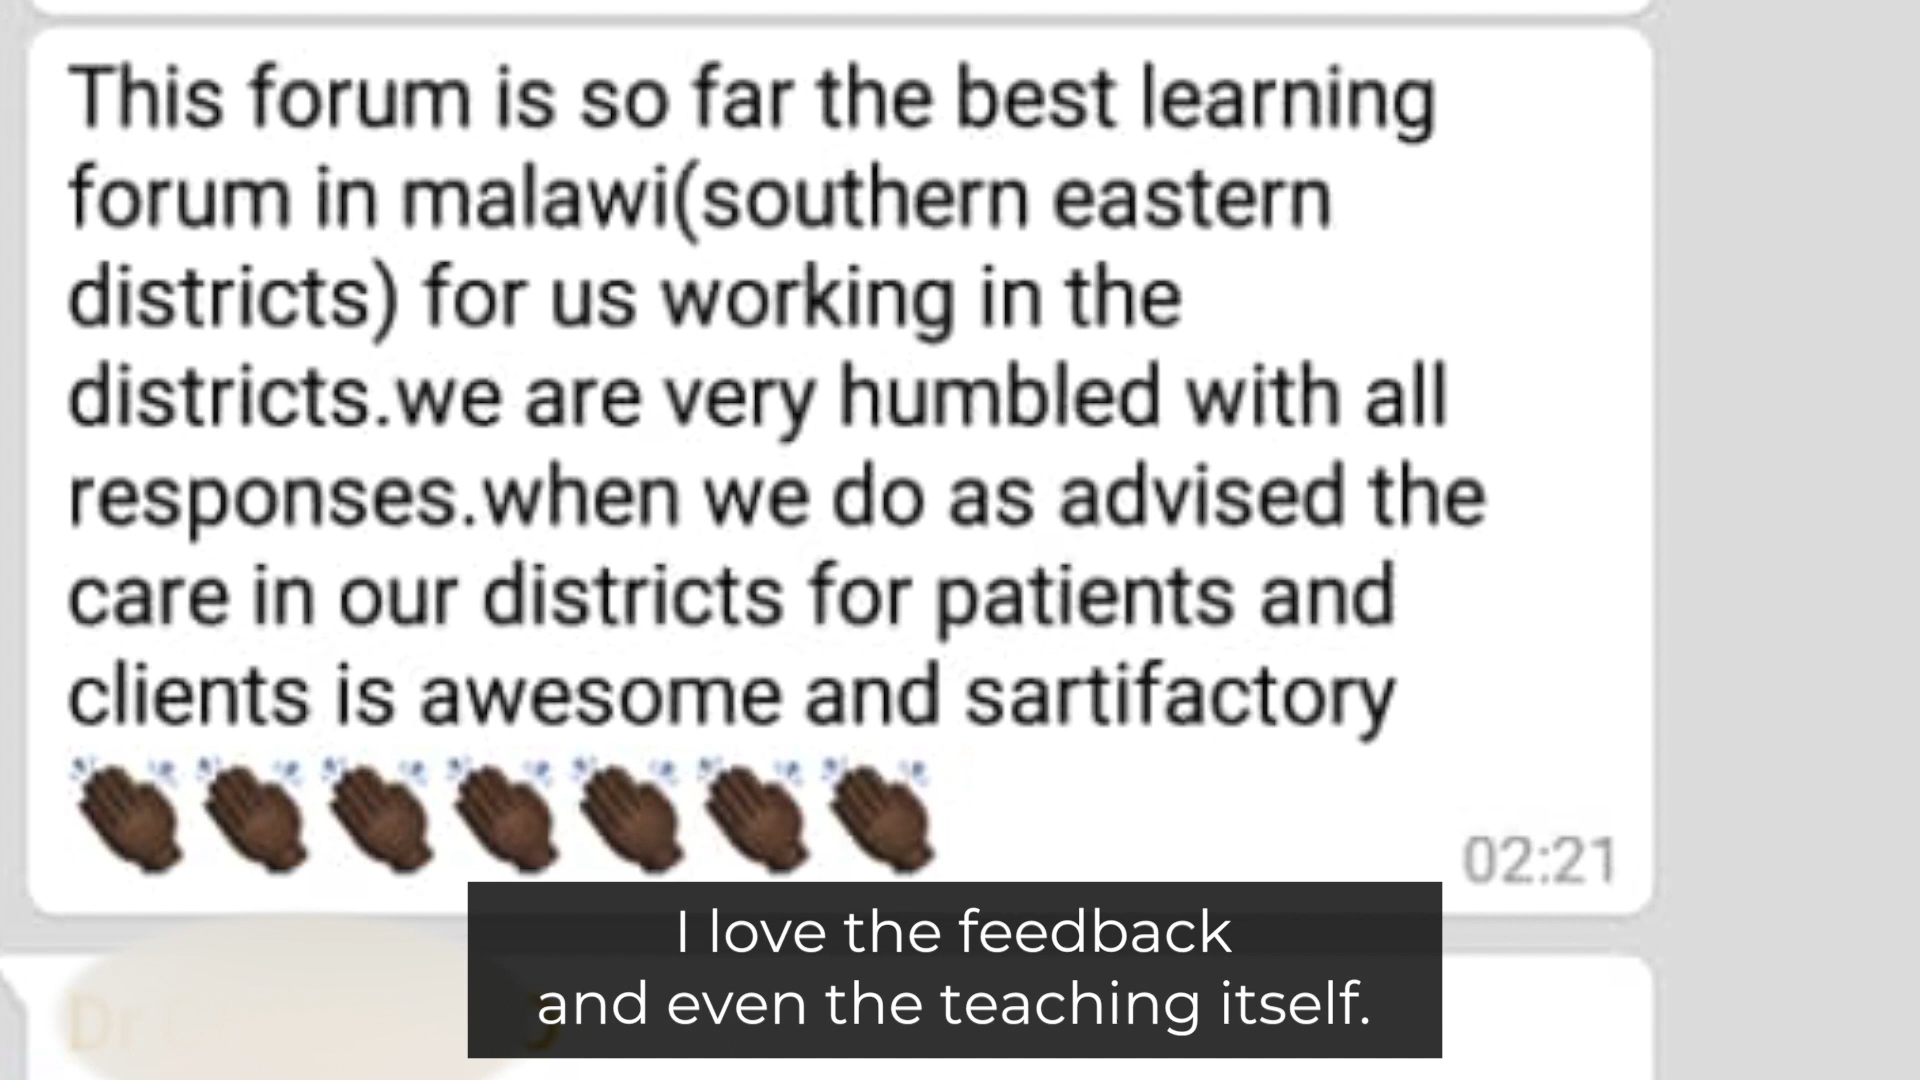 This forum is so far the best learning
forum in malawi(southern eastern
districts) for us working in the
districts.we are very humbled with all
responses.when we do as advised the
care in our districts for patients and
clients is awesome and sartifactory
👏🏿👏🏿👏🏿👏🏿👏🏿👏🏿👏🏿
02:21
I love the feedback
and even the teaching itself.
Dr